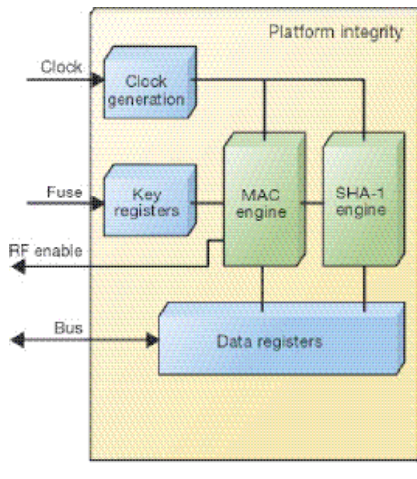 Platform integrity
Clock
Clock
generation
Fuse
Key
registers
MAC
engine
SHA-1
engine
RF enable
Bus
Data registers